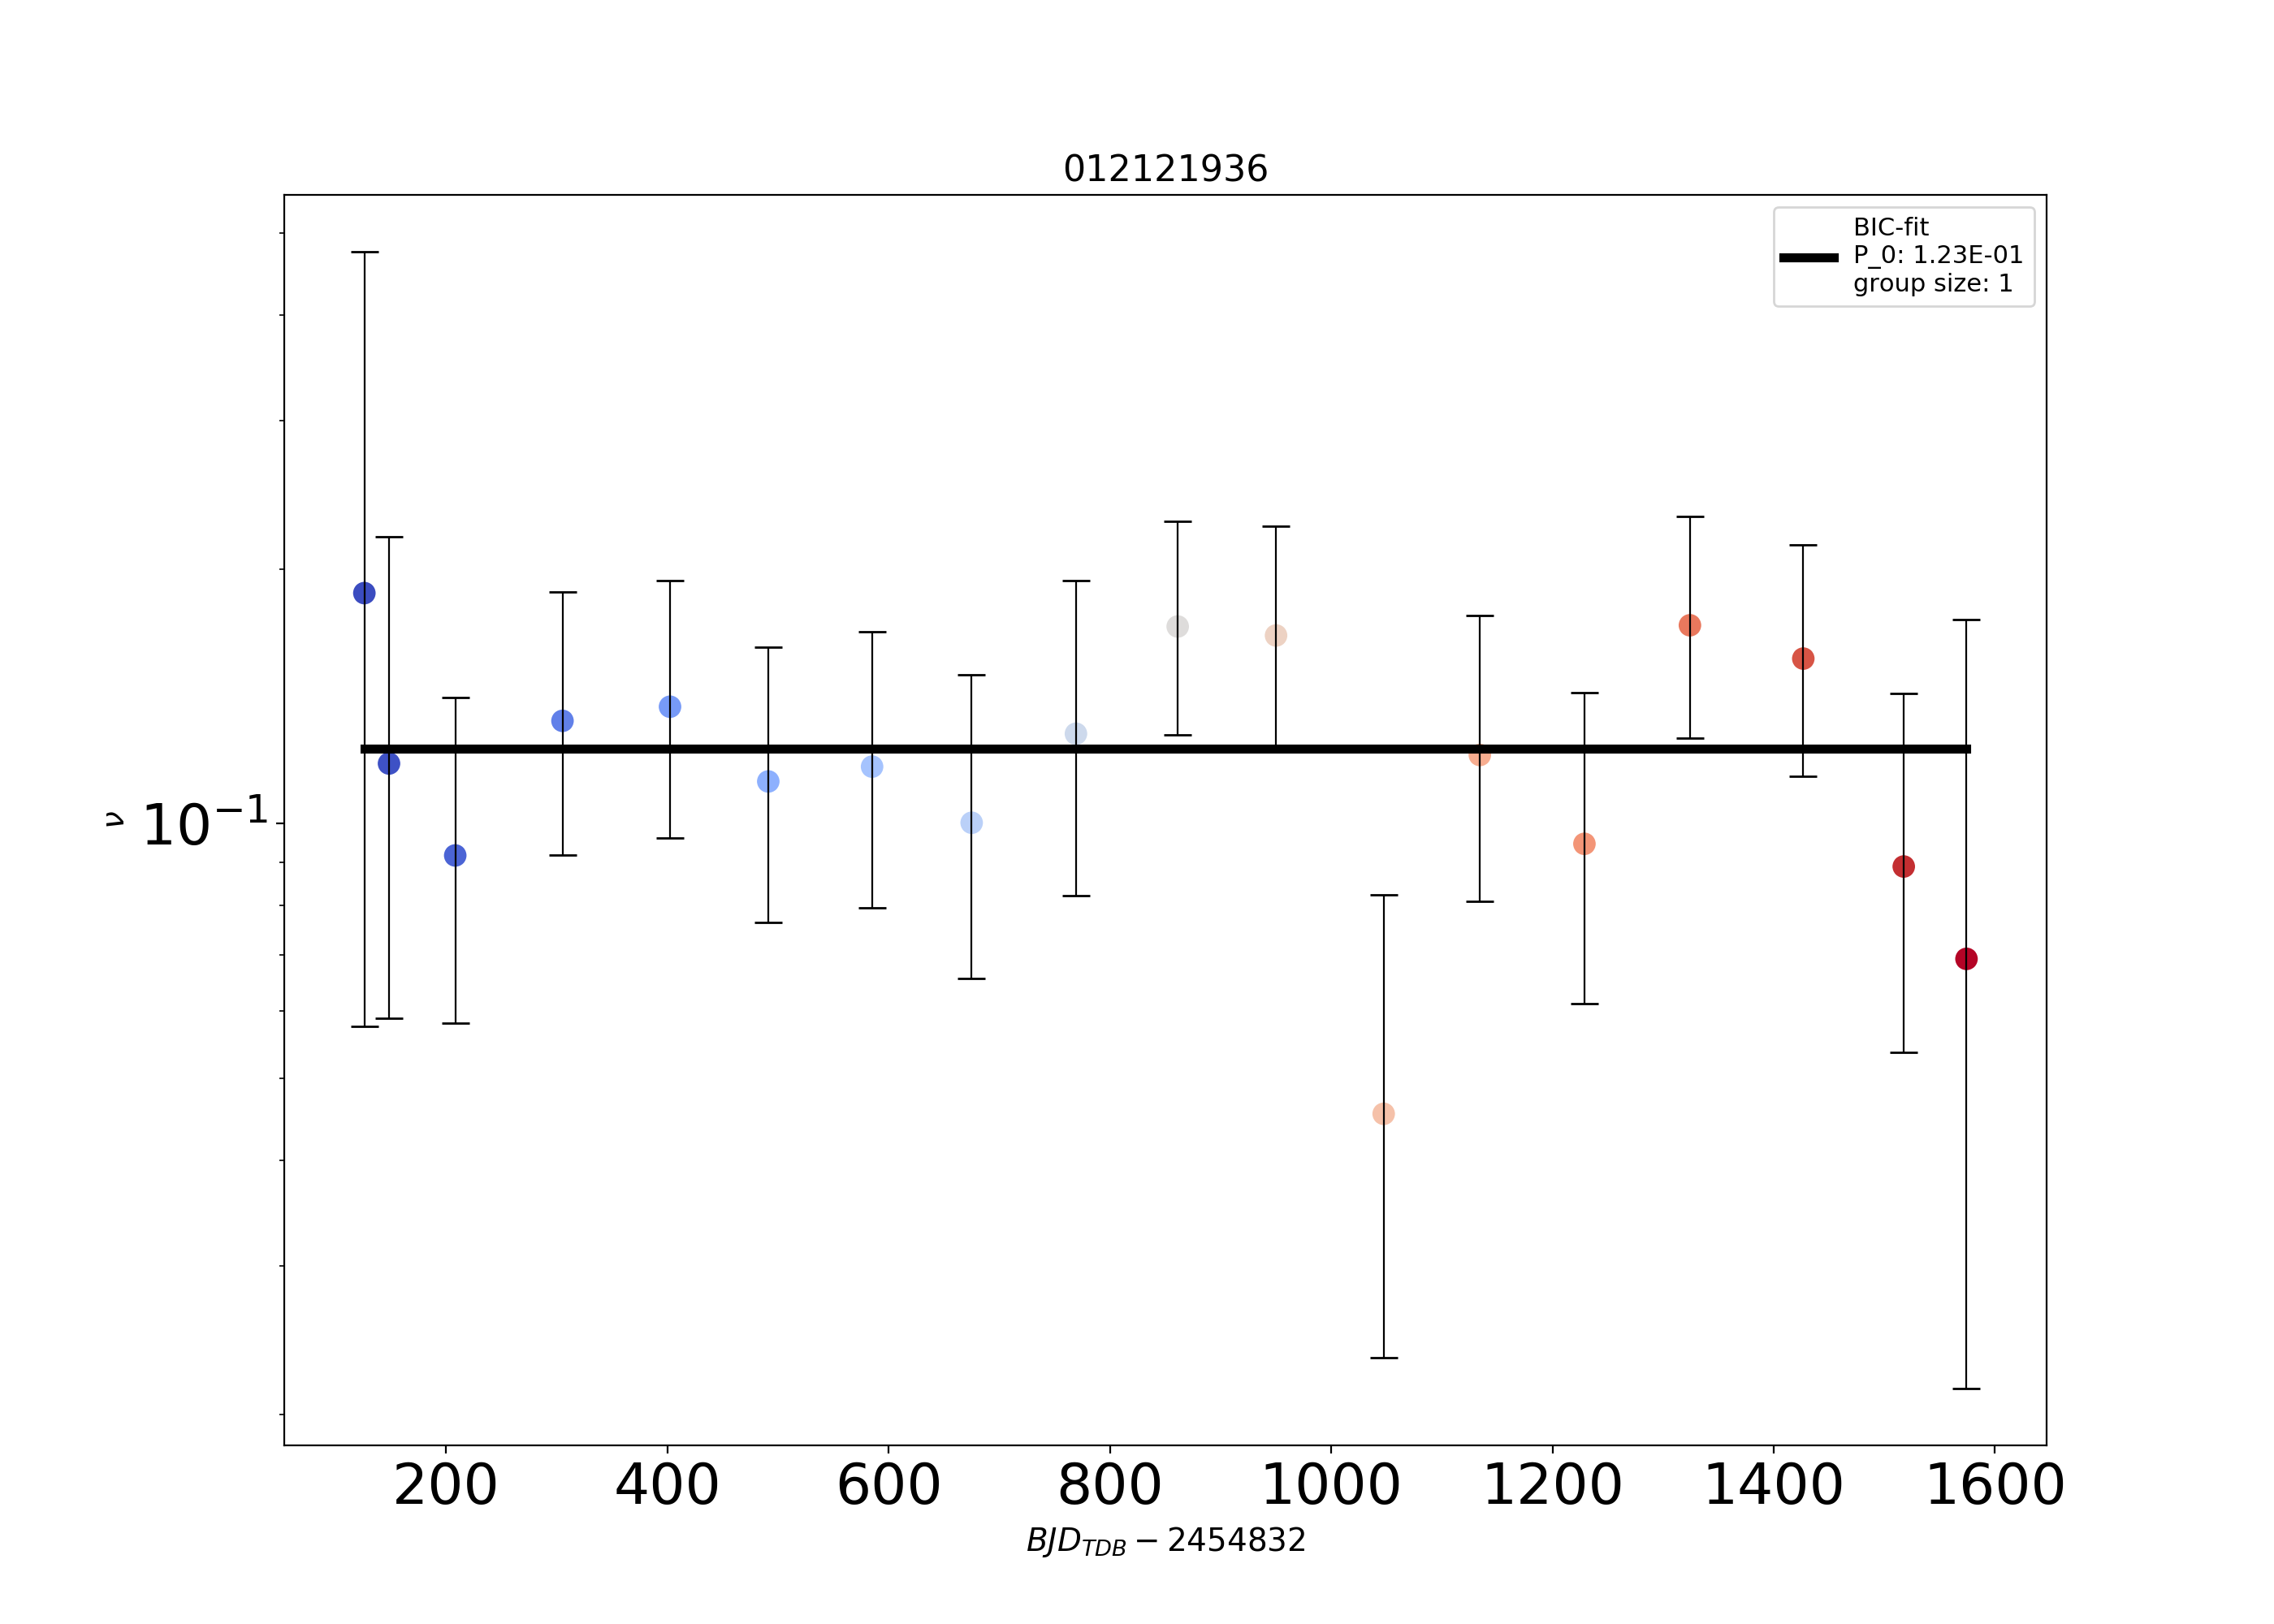 012121936
BIC-fit
P_0: 1.23E-01
group size: 1
ν
10⁻¹
200 400 600 800 1000 1200 1400 1600
BJD_TDB − 2454832